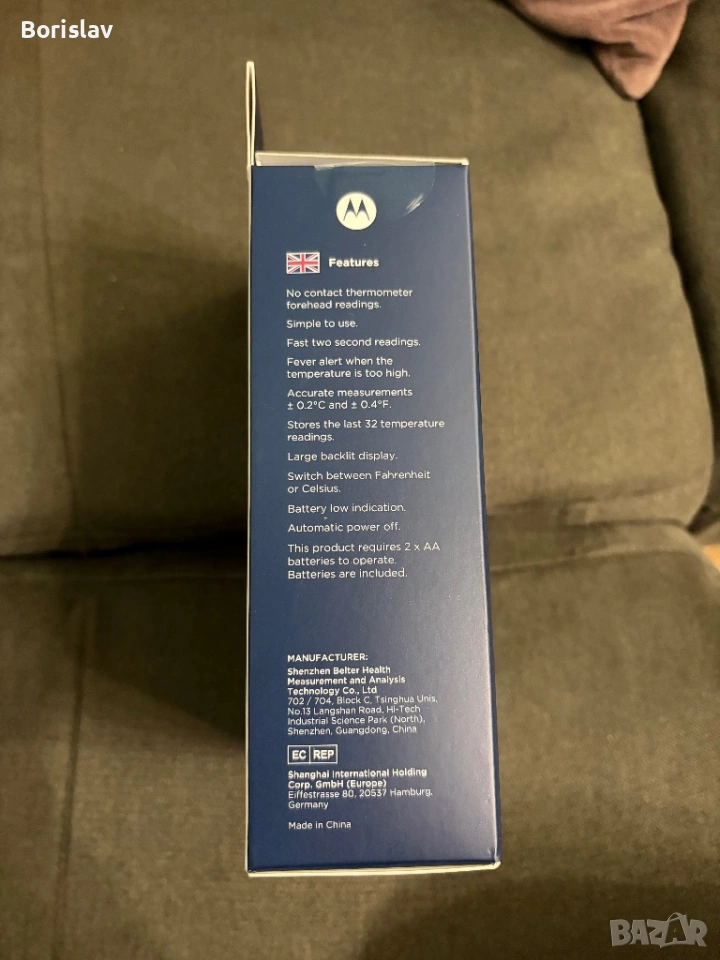 Borislav
Features
No contact thermometer
forehead readings.
Simple to use.
Fast two second readings.
Fever alert when the
temperature is too high.
Accurate measurements
± 0.2°C and ± 0.4°F.
Stores the last 32 temperature
readings.
Large backlit display.
Switch between Fahrenheit
or Celsius.
Battery low indication.
Automatic power off.
This product requires 2 x AA
batteries to operate.
Batteries are included.
MANUFACTURER:
Shenzhen Belter Health
Measurement and Analysis
Technology Co., Ltd
702 / 704, Block C, Tsinghua Unis,
No.13 Langshan Road, Hi-Tech
Industrial Science Park (North),
Shenzhen, Guangdong, China
EC REP
Shanghai International Holding
Corp. GmbH (Europe)
Eiffestrasse 80, 20537 Hamburg,
Germany
Made in China
BAZAR